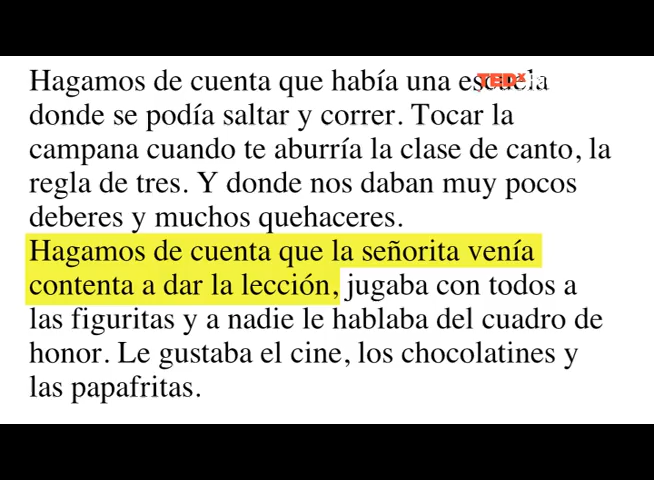 Hagamos de cuenta que había una escuela
donde se podía saltar y correr. Tocar la
campana cuando te aburría la clase de canto, la
regla de tres. Y donde nos daban muy pocos
deberes y muchos quehaceres.
Hagamos de cuenta que la señorita venía
contenta a dar la lección, jugaba con todos a
las figuritas y a nadie le hablaba del cuadro de
honor. Le gustaba el cine, los chocolatines y
las papafritas.
TEDx